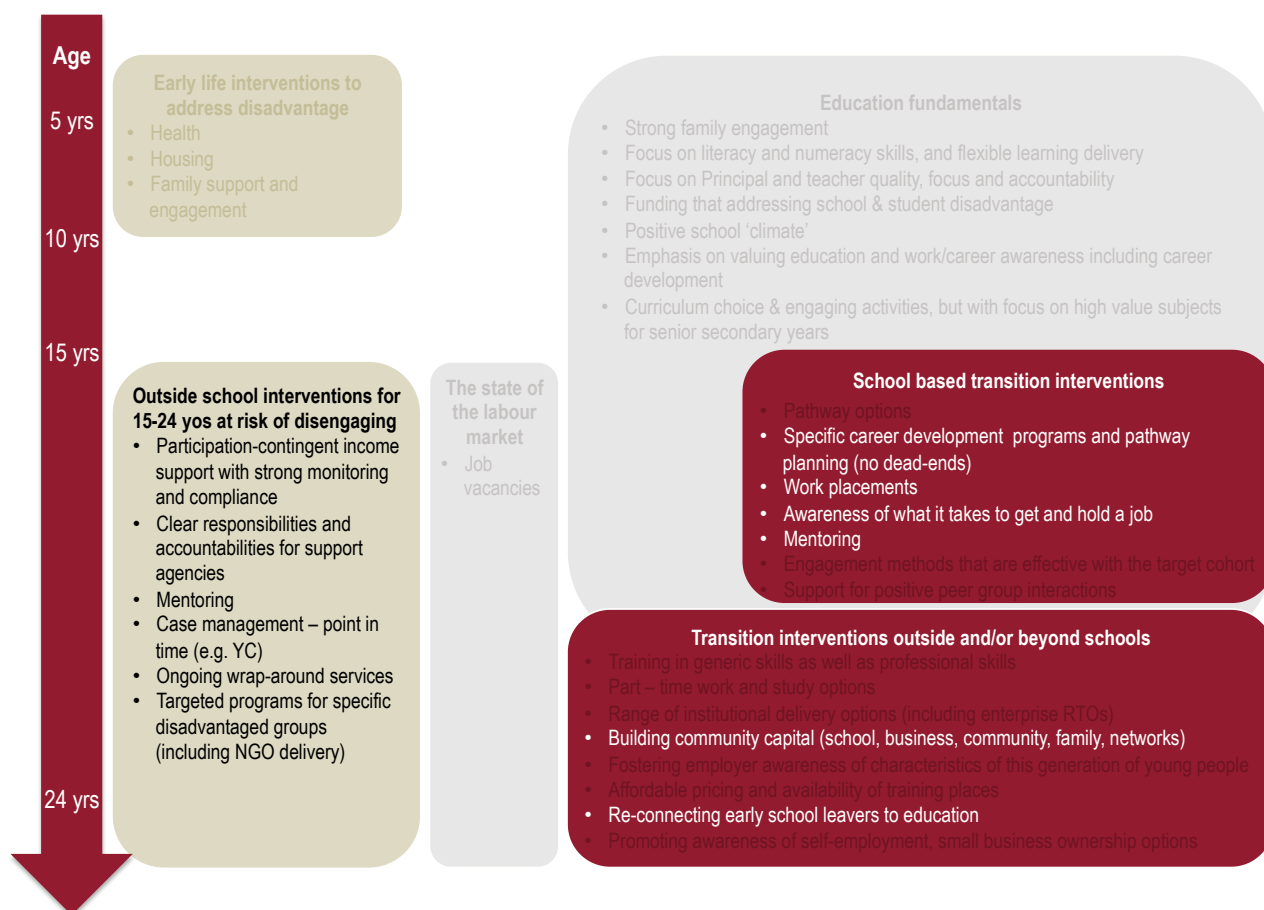 Age
5 yrs
10 yrs
15 yrs
24 yrs
Early life interventions to
address disadvantage
• Health
• Housing
• Family support and
engagement
Education fundamentals
• Strong family engagement
• Focus on literacy and numeracy skills, and flexible learning delivery
• Focus on Principal and teacher quality, focus and accountability
• Funding that addressing school & student disadvantage
• Positive school ‘climate’
• Emphasis on valuing education and work/career awareness including career
development
• Curriculum choice & engaging activities, but with focus on high value subjects
for senior secondary years
Outside school interventions for
15-24 yos at risk of disengaging
• Participation-contingent income
support with strong monitoring
and compliance
• Clear responsibilities and
accountabilities for support
agencies
• Mentoring
• Case management – point in
time (e.g. YC)
• Ongoing wrap-around services
• Targeted programs for specific
disadvantaged groups
(including NGO delivery)
The state of
the labour
market
• Job
vacancies
School based transition interventions
• Pathway options
• Specific career development programs and pathway
planning (no dead-ends)
• Work placements
• Awareness of what it takes to get and hold a job
• Mentoring
• Engagement methods that are effective with the target cohort
• Support for positive peer group interactions
Transition interventions outside and/or beyond schools
• Training in generic skills as well as professional skills
• Part – time work and study options
• Range of institutional delivery options (including enterprise RTOs)
• Building community capital (school, business, community, family, networks)
• Fostering employer awareness of characteristics of this generation of young people
• Affordable pricing and availability of training places
• Re-connecting early school leavers to education
• Promoting awareness of self-employment, small business ownership options